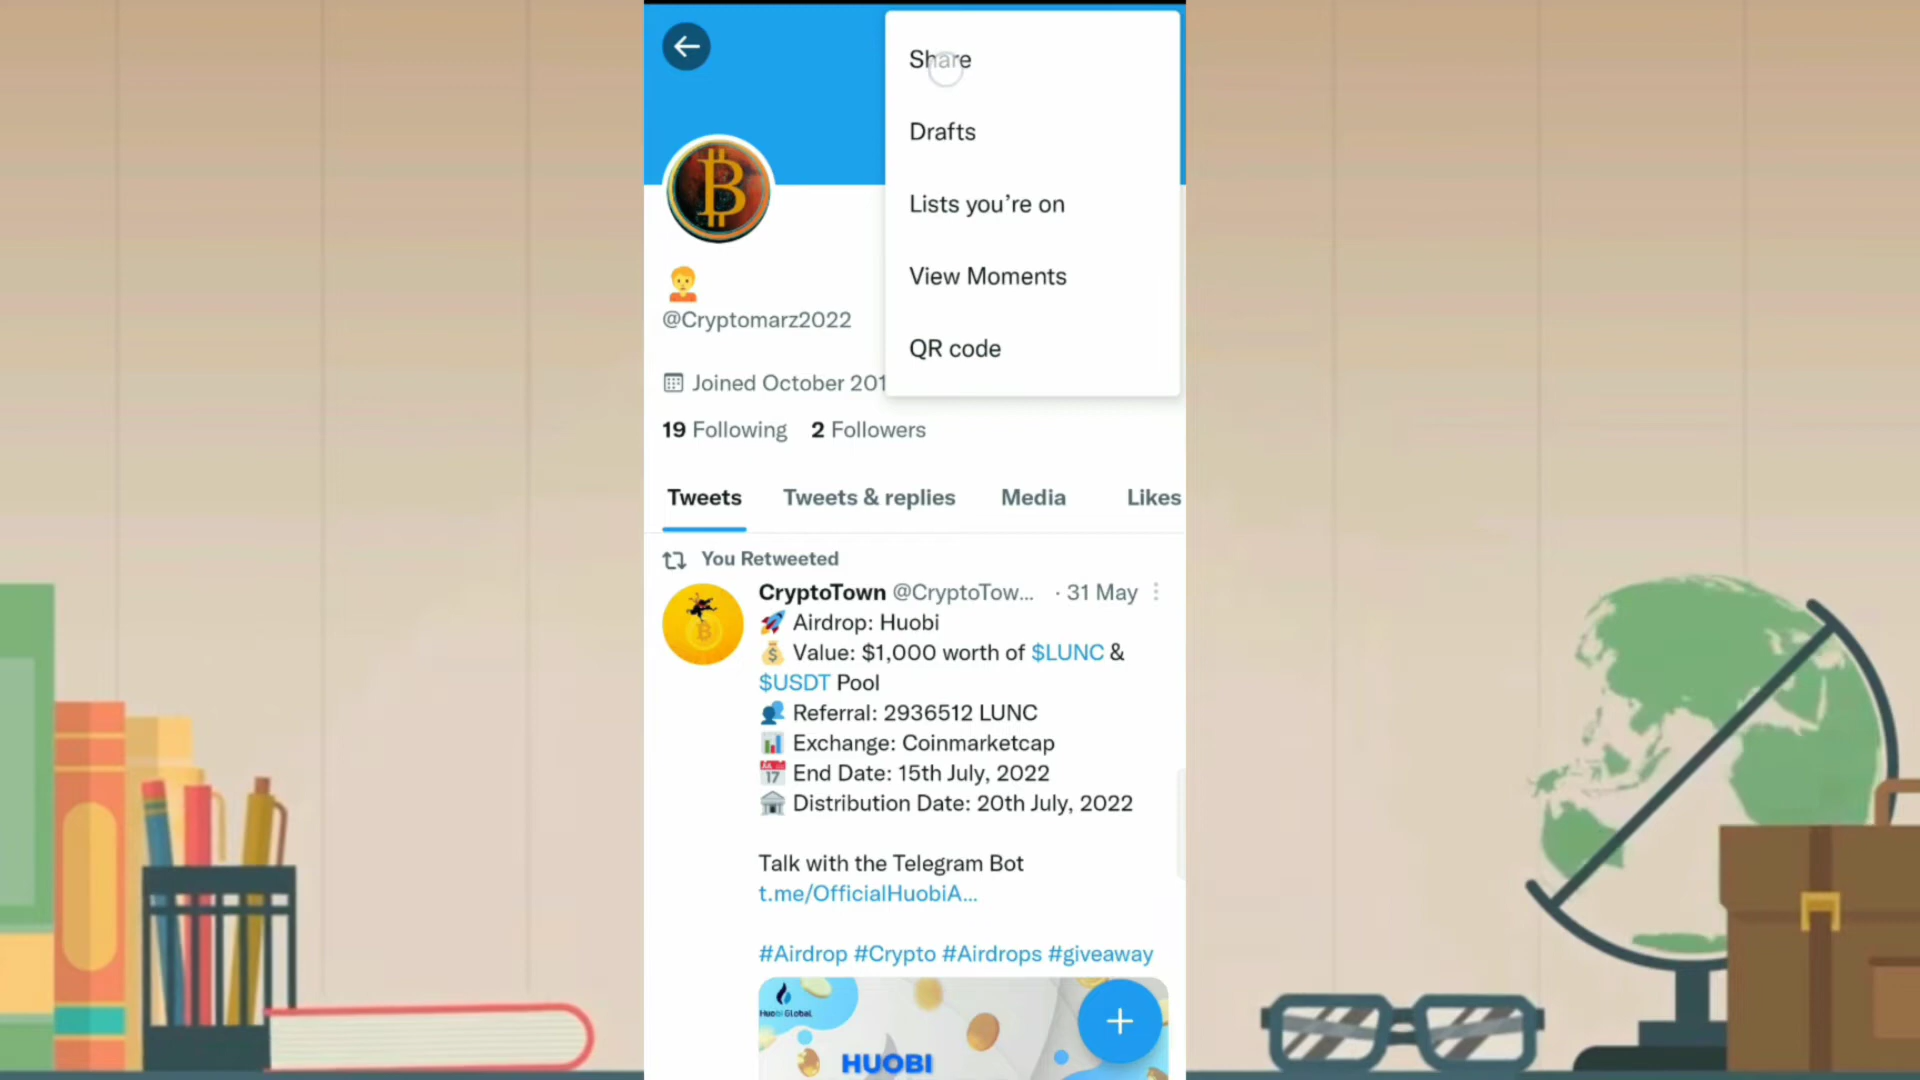 Share
Drafts
Lists you’re on
View Moments
QR code
@Cryptomarz2022
Joined October 201
19 Following 2 Followers
Tweets Tweets & replies Media Likes
You Retweeted
CryptoTown @CryptoTow... · 31 May
Airdrop: Huobi
Value: $1,000 worth of $LUNC &
$USDT Pool
Referral: 2936512 LUNC
Exchange: Coinmarketcap
End Date: 15th July, 2022
Distribution Date: 20th July, 2022
Talk with the Telegram Bot
t.me/OfficialHuobiA...
#Airdrop #Crypto #Airdrops #giveaway
Huobi Global
HUOBI